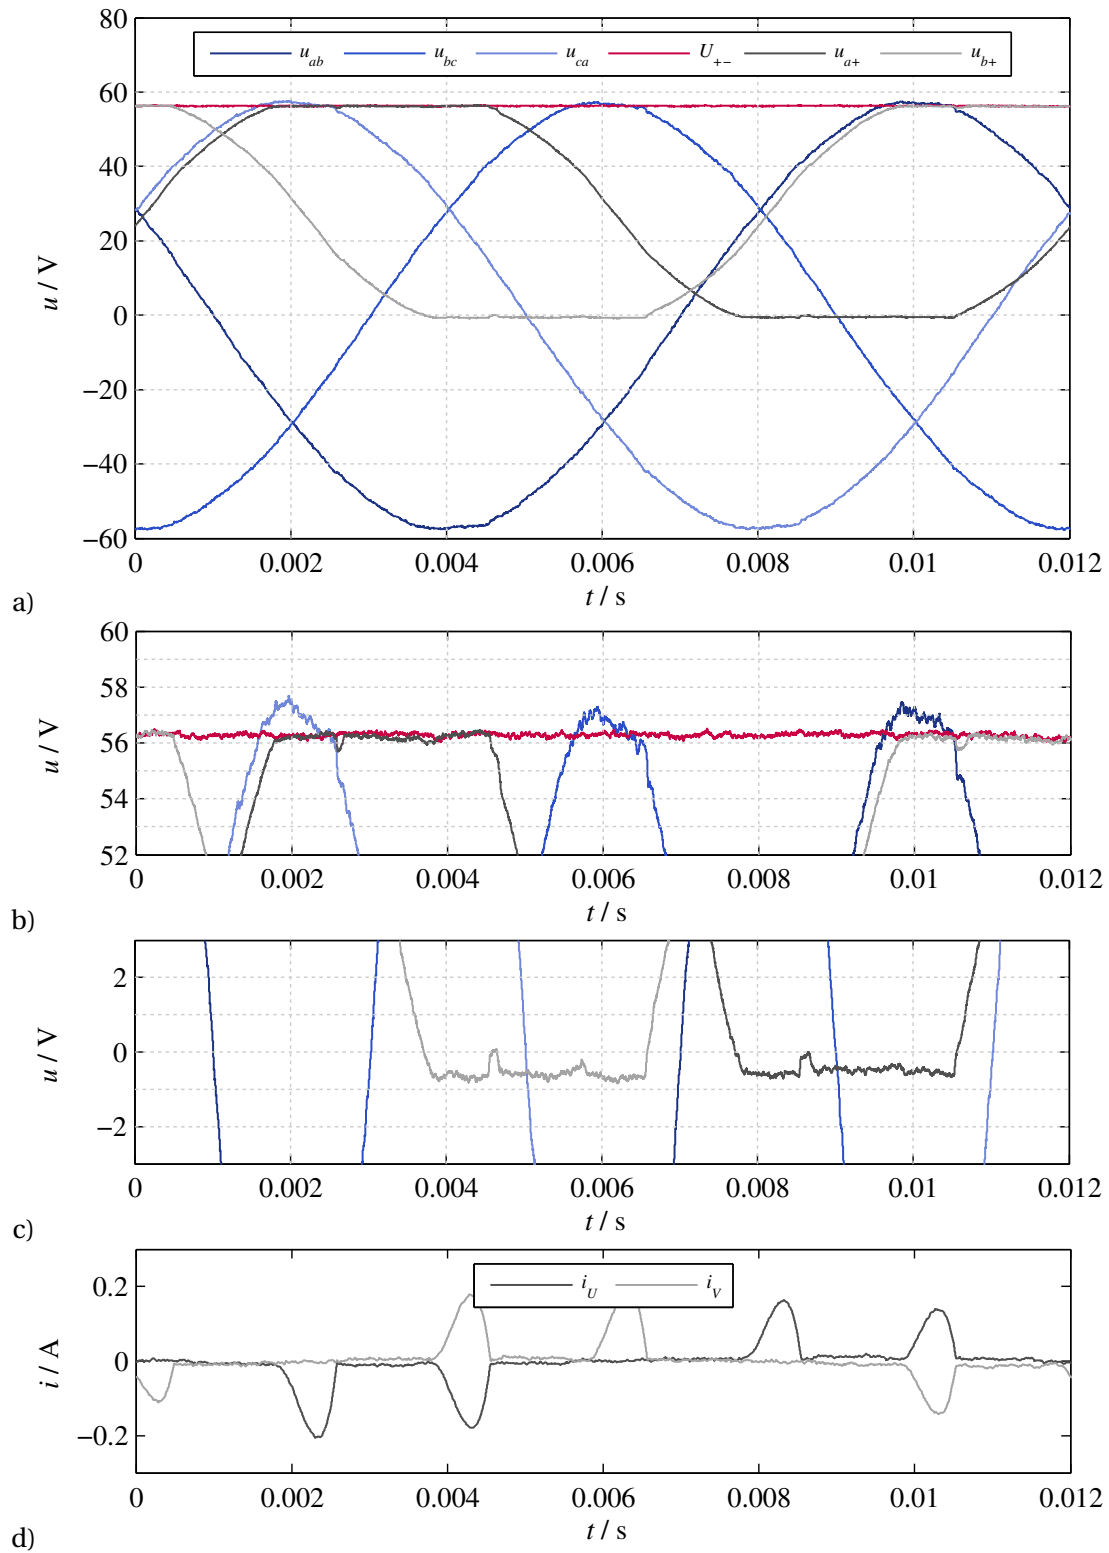 80
u_ab u_bc u_ca U_+− u_a+ u_b+
60
40
20
0
−20
−40
−60
u / V
0 0.002 0.004 0.006 0.008 0.01 0.012
t / s
a)
60
58
56
54
52
u / V
0 0.002 0.004 0.006 0.008 0.01 0.012
t / s
b)
2
0
−2
u / V
0 0.002 0.004 0.006 0.008 0.01 0.012
t / s
c)
i_U i_V
0.2
0
−0.2
i / A
0 0.002 0.004 0.006 0.008 0.01 0.012
t / s
d)